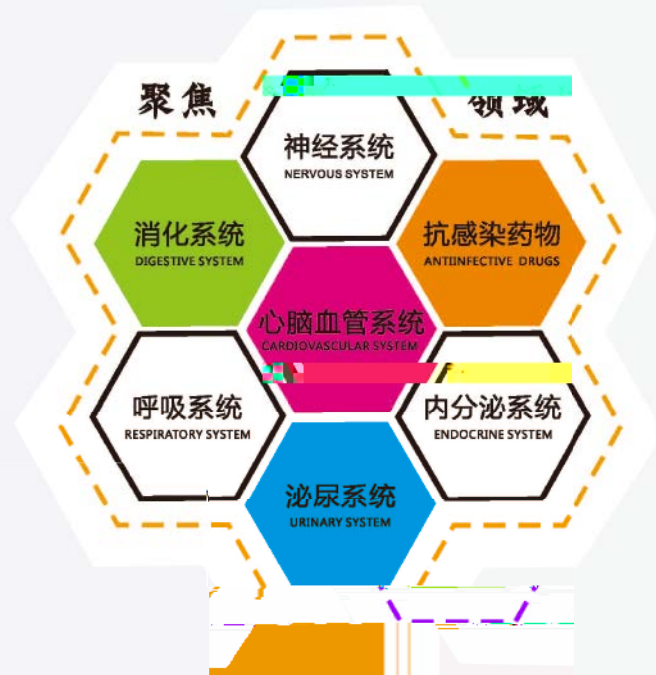 聚焦
领域
神经系统
NERVOUS SYSTEM
消化系统
DIGESTIVE SYSTEM
抗感染药物
ANTIINFECTIVE DRUGS
心脑血管系统
CARDIOVASCULAR SYSTEM
呼吸系统
RESPIRATORY SYSTEM
内分泌系统
ENDOCRINE SYSTEM
泌尿系统
URINARY SYSTEM